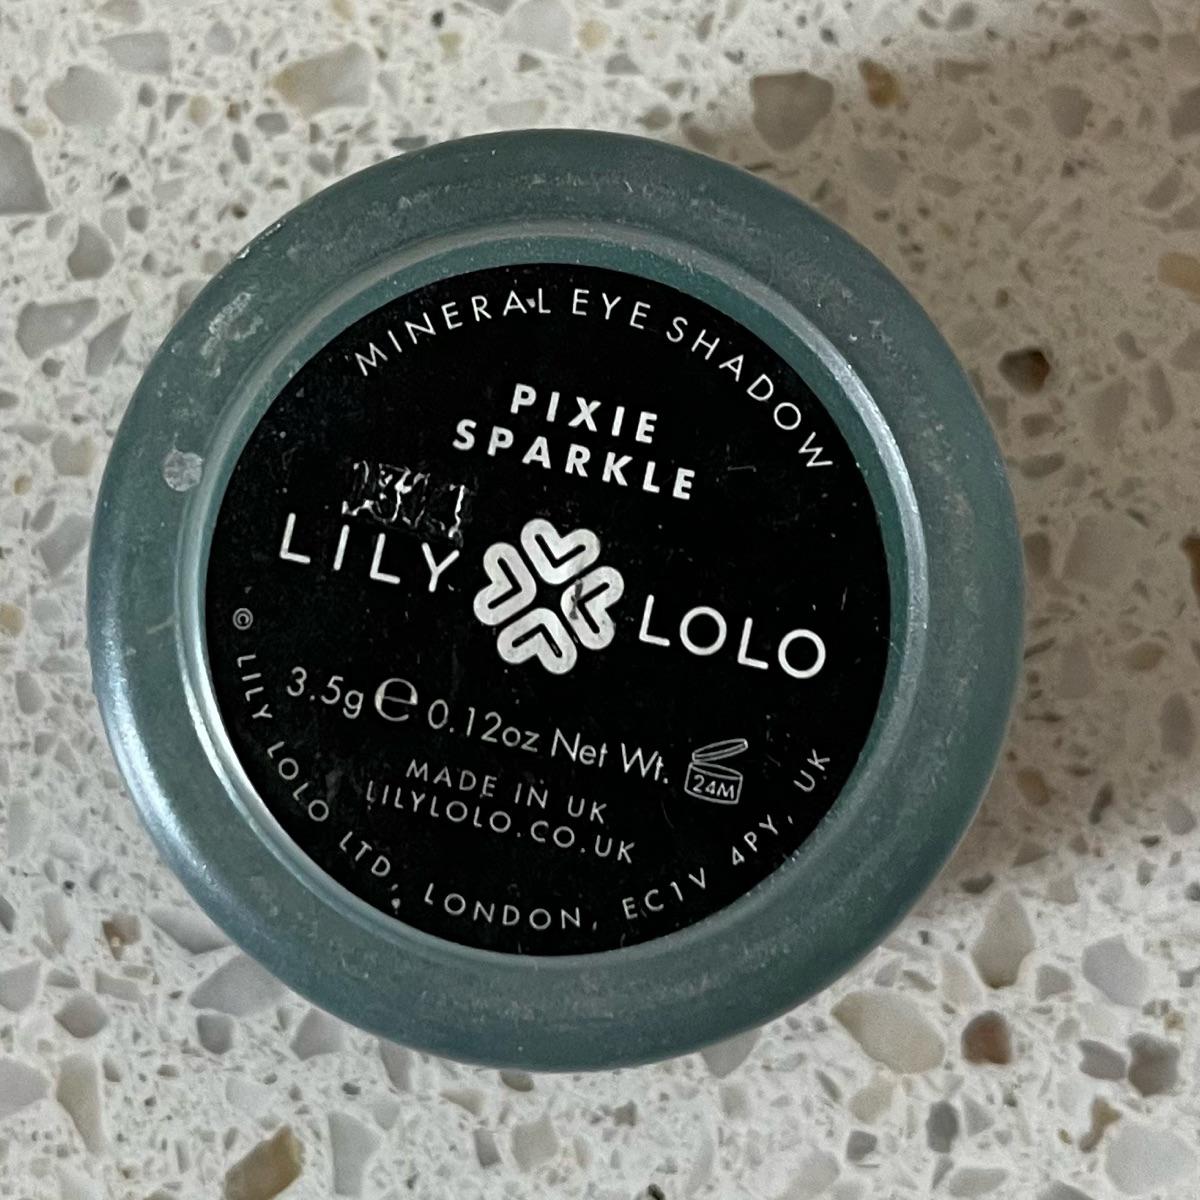 MINERAL EYE SHADOW
PIXIE
SPARKLE
LILY LOLO
3.5g ℮ 0.12oz Net Wt. 24M
MADE IN UK
LILYLOLO.CO.UK
© LILY LOLO LTD, LONDON, EC1V 4PY, UK